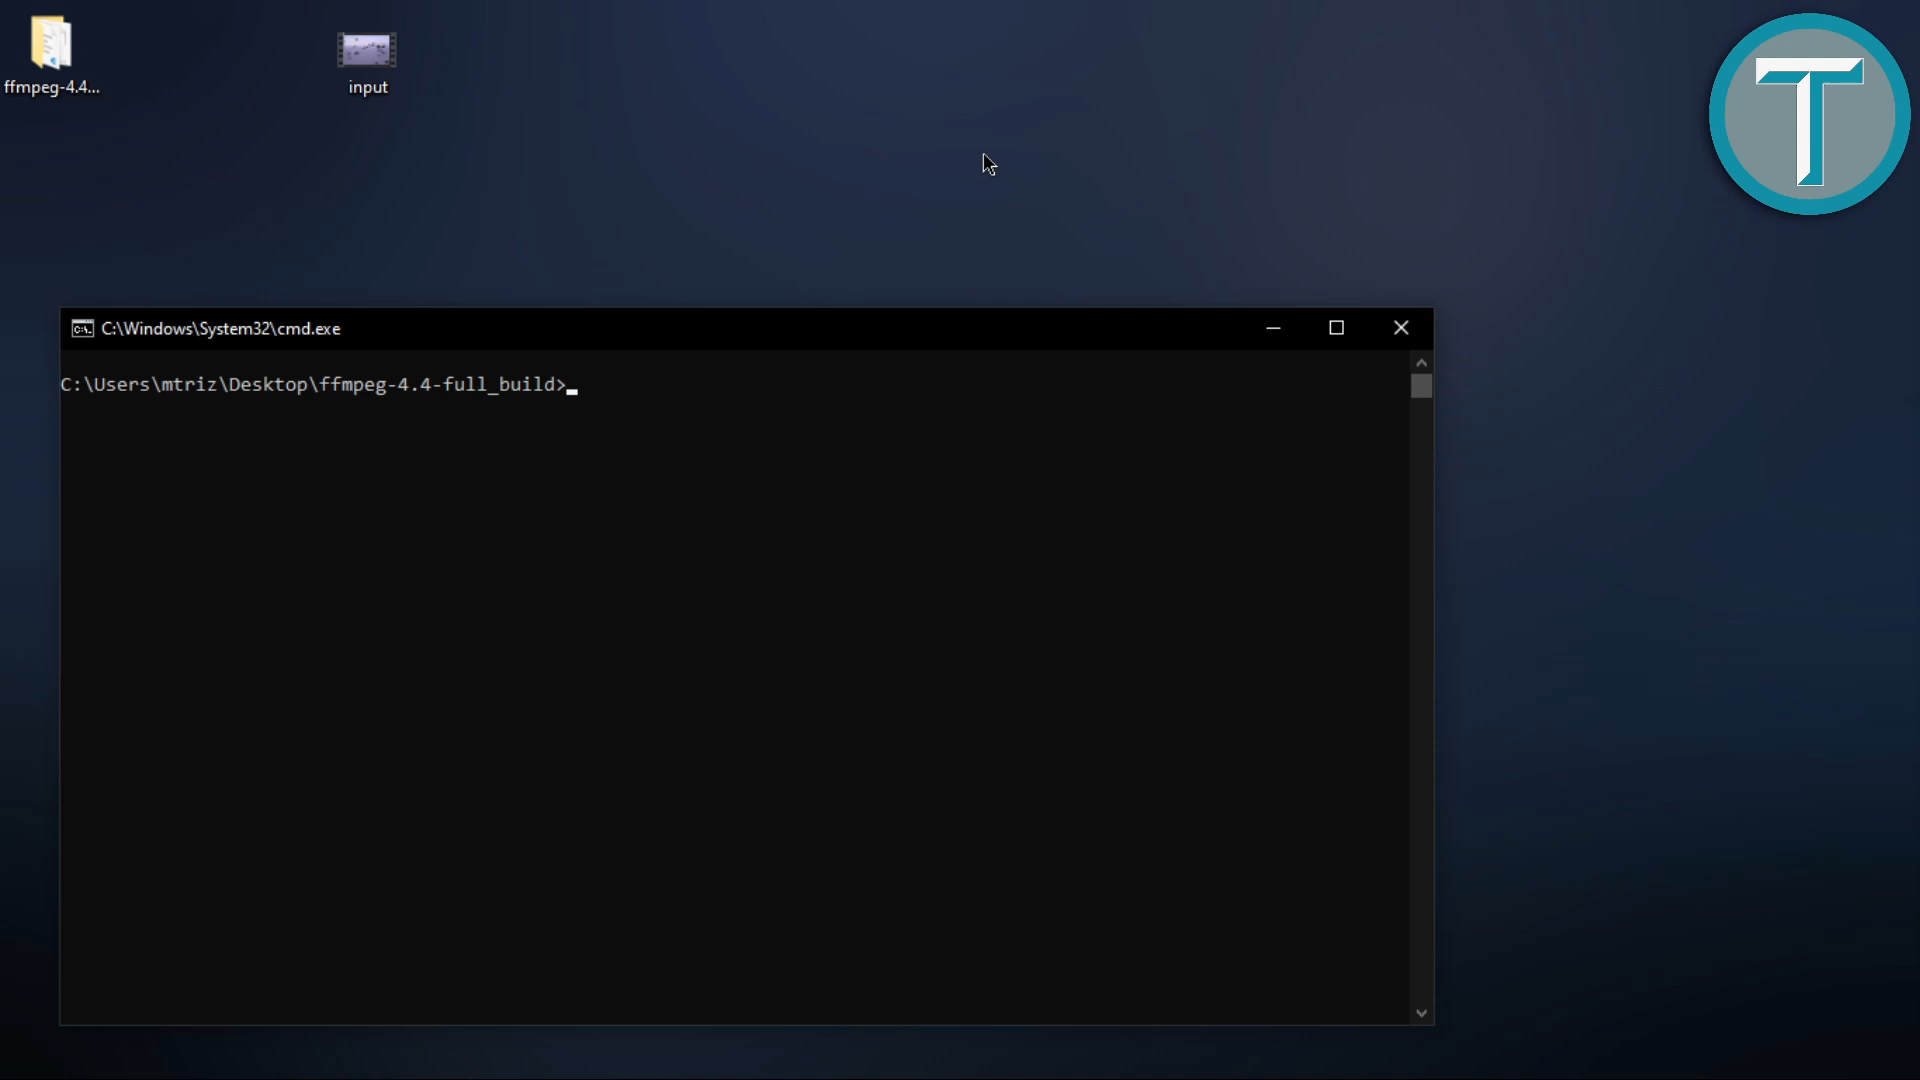 ffmpeg-4.4...
input
T
C:\Windows\System32\cmd.exe
C:\Users\mtriz\Desktop\ffmpeg-4.4-full_build>